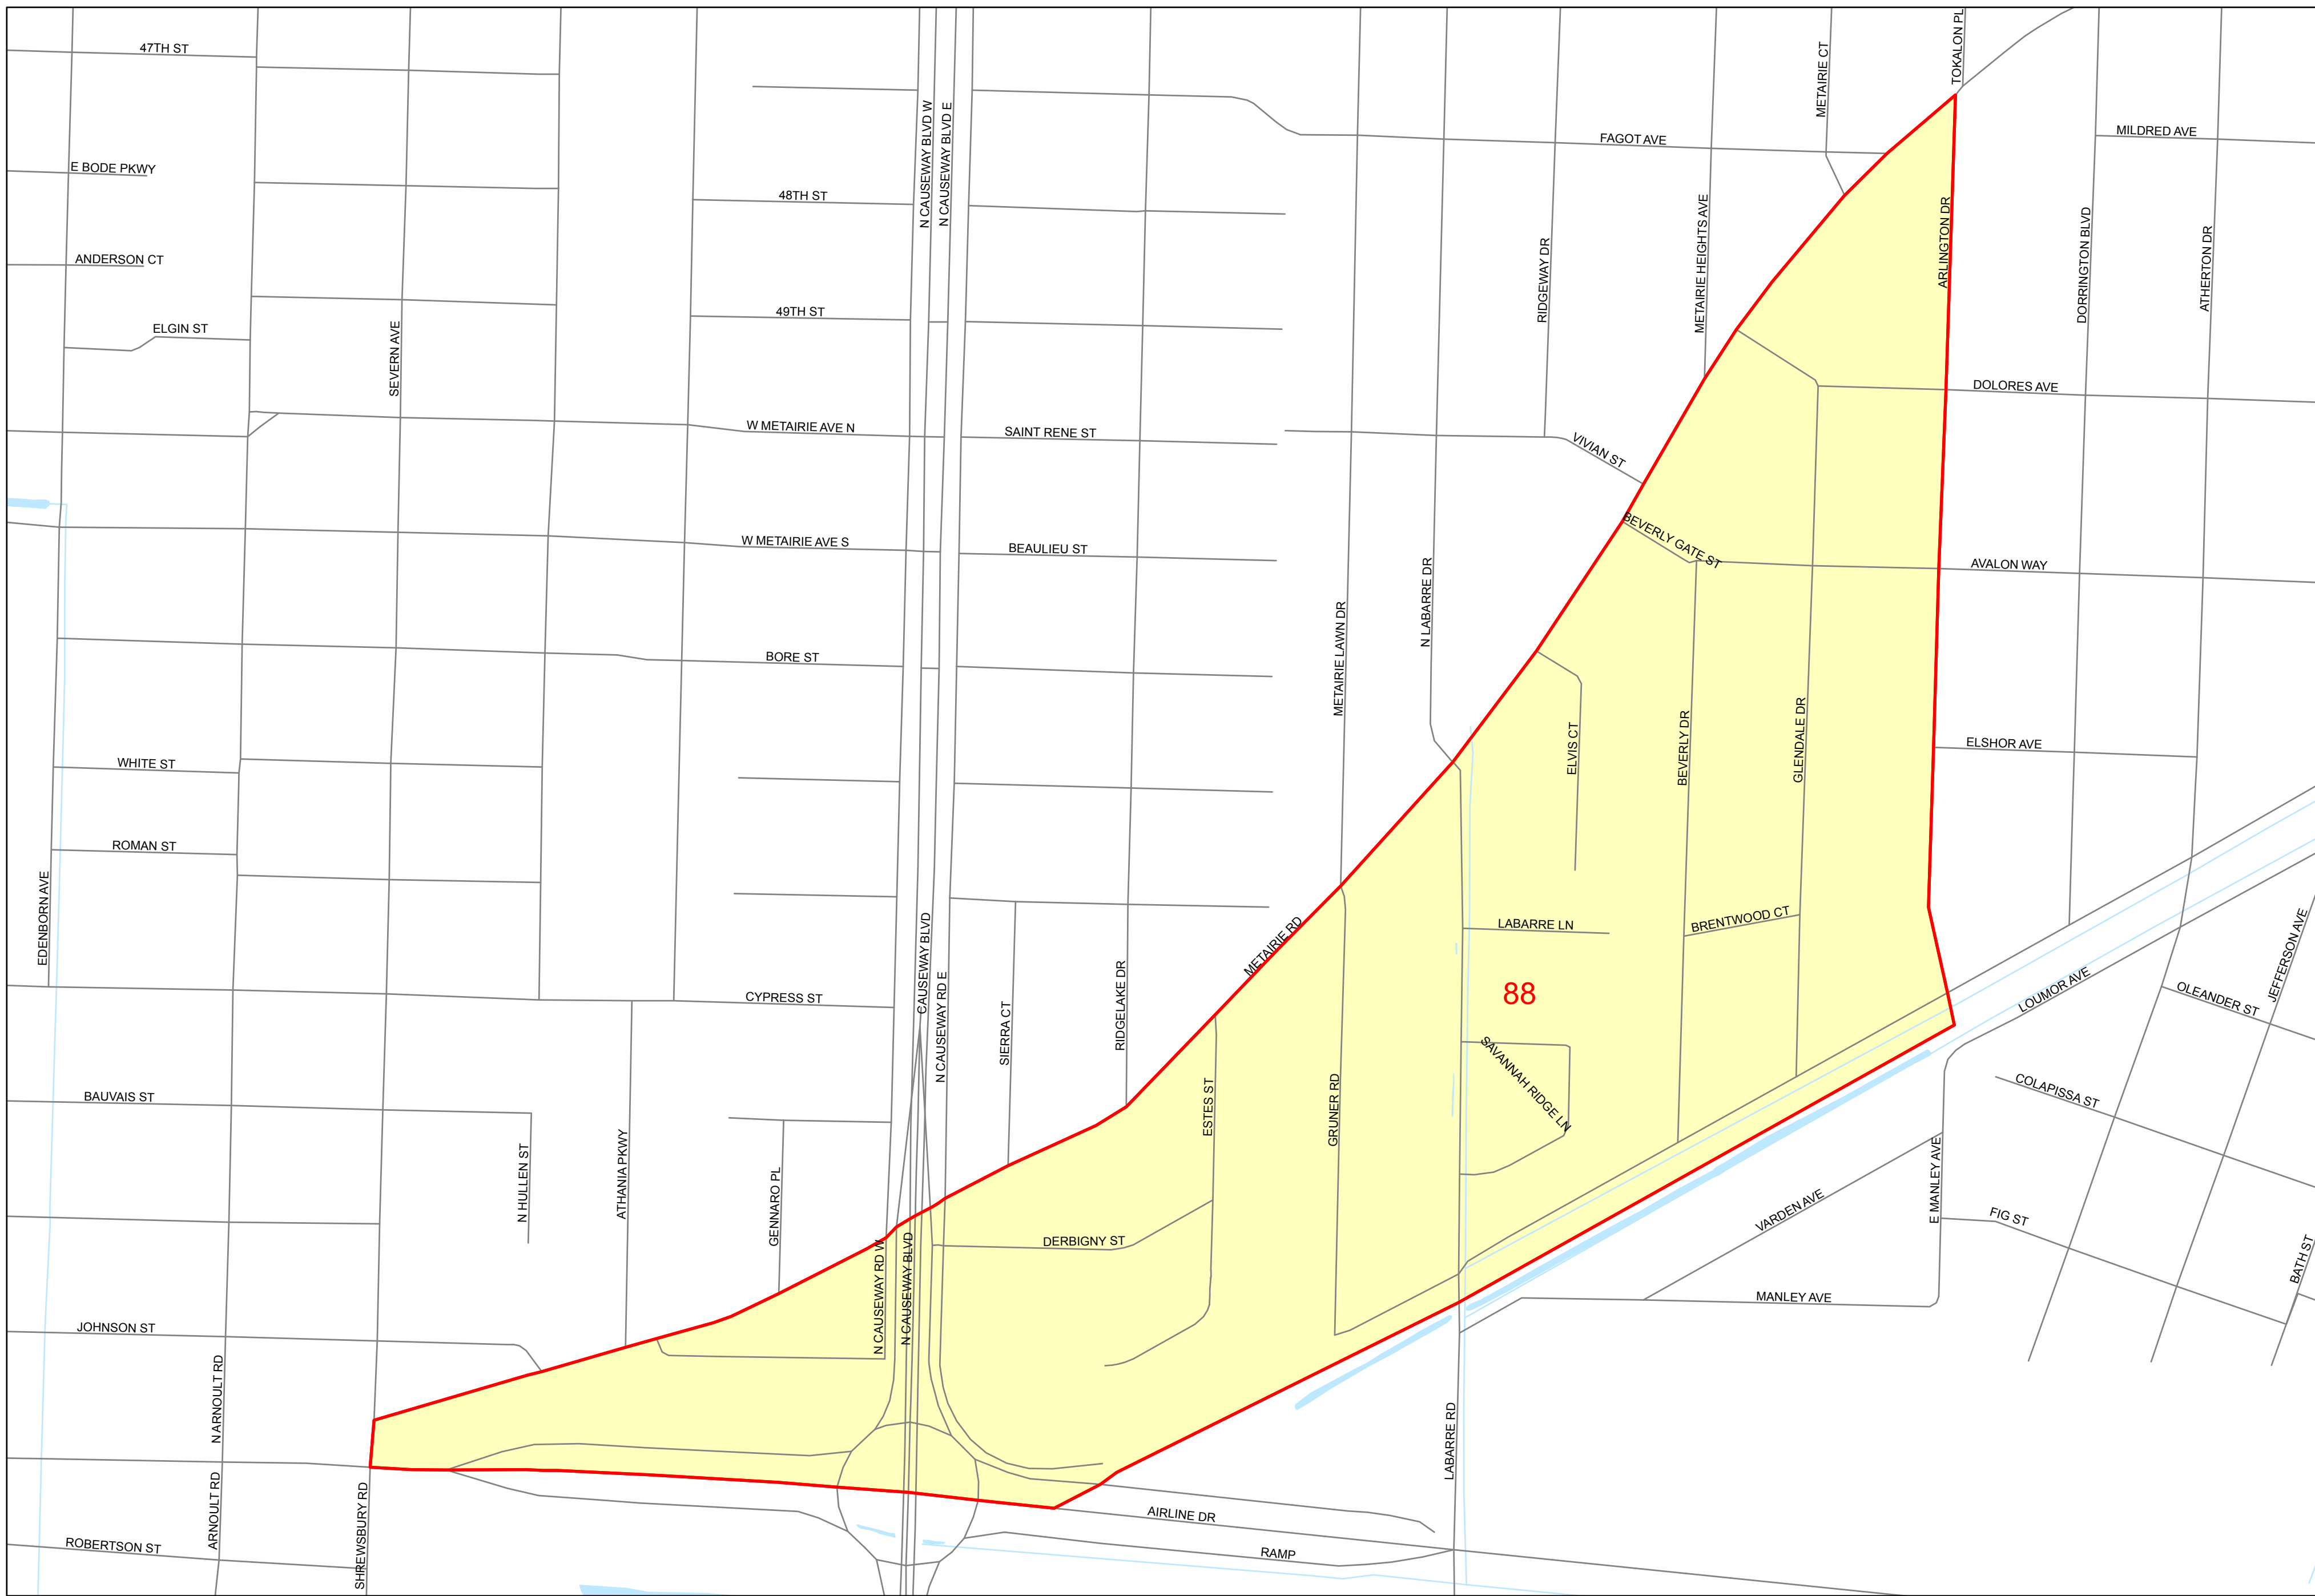 47TH ST
TOKALON PL
METAIRIE CT
N CAUSEWAY BLVD W
N CAUSEWAY BLVD E
FAGOT AVE
MILDRED AVE
E BODE PKWY
48TH ST
METAIRIE HEIGHTS AVE
ARLINGTON DR
DORRINGTON BLVD
ATHERTON DR
RIDGEWAY DR
ANDERSON CT
49TH ST
ELGIN ST
SEVERN AVE
DOLORES AVE
W METAIRIE AVE N
SAINT RENE ST
VIVIAN ST
BEVERLY GATE ST
W METAIRIE AVE S
BEAULIEU ST
AVALON WAY
N LABARRE DR
METAIRIE LAWN DR
BORE ST
ELVIS CT
BEVERLY DR
GLENDALE DR
ELSHOR AVE
WHITE ST
ROMAN ST
EDENBORN AVE
CAUSEWAY BLVD
METAIRIE RD
LABARRE LN
BRENTWOOD CT
JEFFERSON AVE
LOUMOR AVE
OLEANDER ST
CYPRESS ST
88
N CAUSEWAY RD E
SIERRA CT
RIDGELAKE DR
SAVANNAH RIDGE LN
COLAPISSA ST
BAUVAIS ST
ESTES ST
GRUNER RD
N HULLEN ST
ATHANIA PKWY
GENNARO PL
E MANLEY AVE
VARDEN AVE
FIG ST
DERBIGNY ST
BATH ST
N CAUSEWAY RD W
N CAUSEWAY BLVD
MANLEY AVE
JOHNSON ST
N ARNOULT RD
LABARRE RD
ARNOULT RD
SHREWSBURY RD
AIRLINE DR
ROBERTSON ST
RAMP